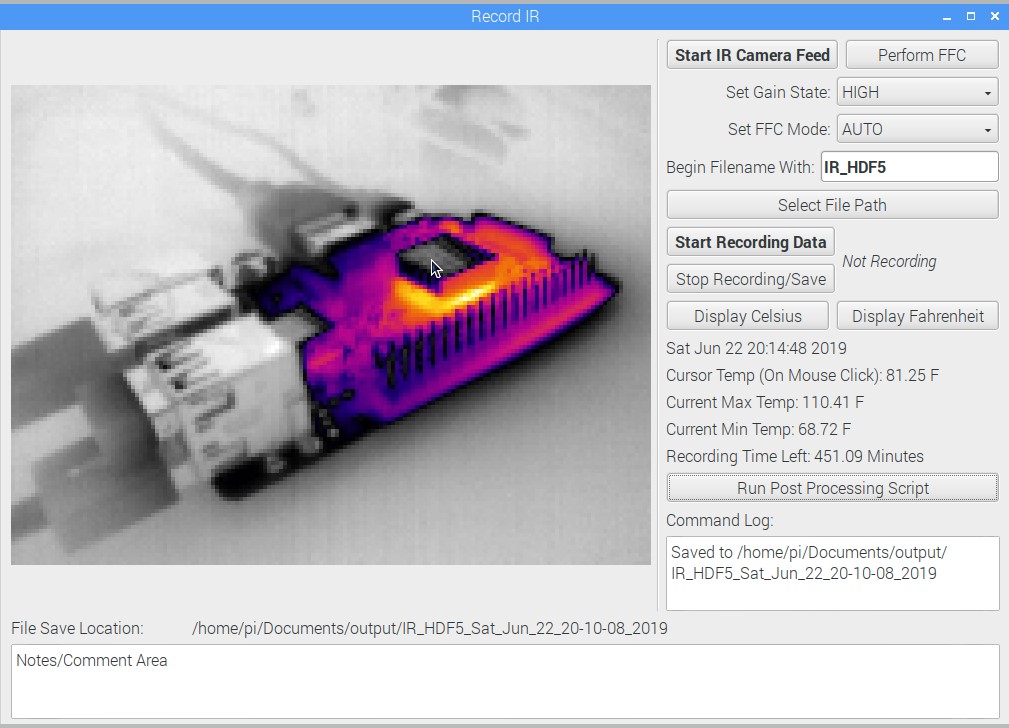 Record IR
Start IR Camera Feed
Perform FFC
Set Gain State: HIGH
Set FFC Mode: AUTO
Begin Filename With: IR_HDF5
Select File Path
Start Recording Data
Stop Recording/Save
Not Recording
Display Celsius
Display Fahrenheit
Sat Jun 22 20:14:48 2019
Cursor Temp (On Mouse Click): 81.25 F
Current Max Temp: 110.41 F
Current Min Temp: 68.72 F
Recording Time Left: 451.09 Minutes
Run Post Processing Script
Command Log:
Saved to /home/pi/Documents/output/
IR_HDF5_Sat_Jun_22_20-10-08_2019
File Save Location: /home/pi/Documents/output/IR_HDF5_Sat_Jun_22_20-10-08_2019
Notes/Comment Area